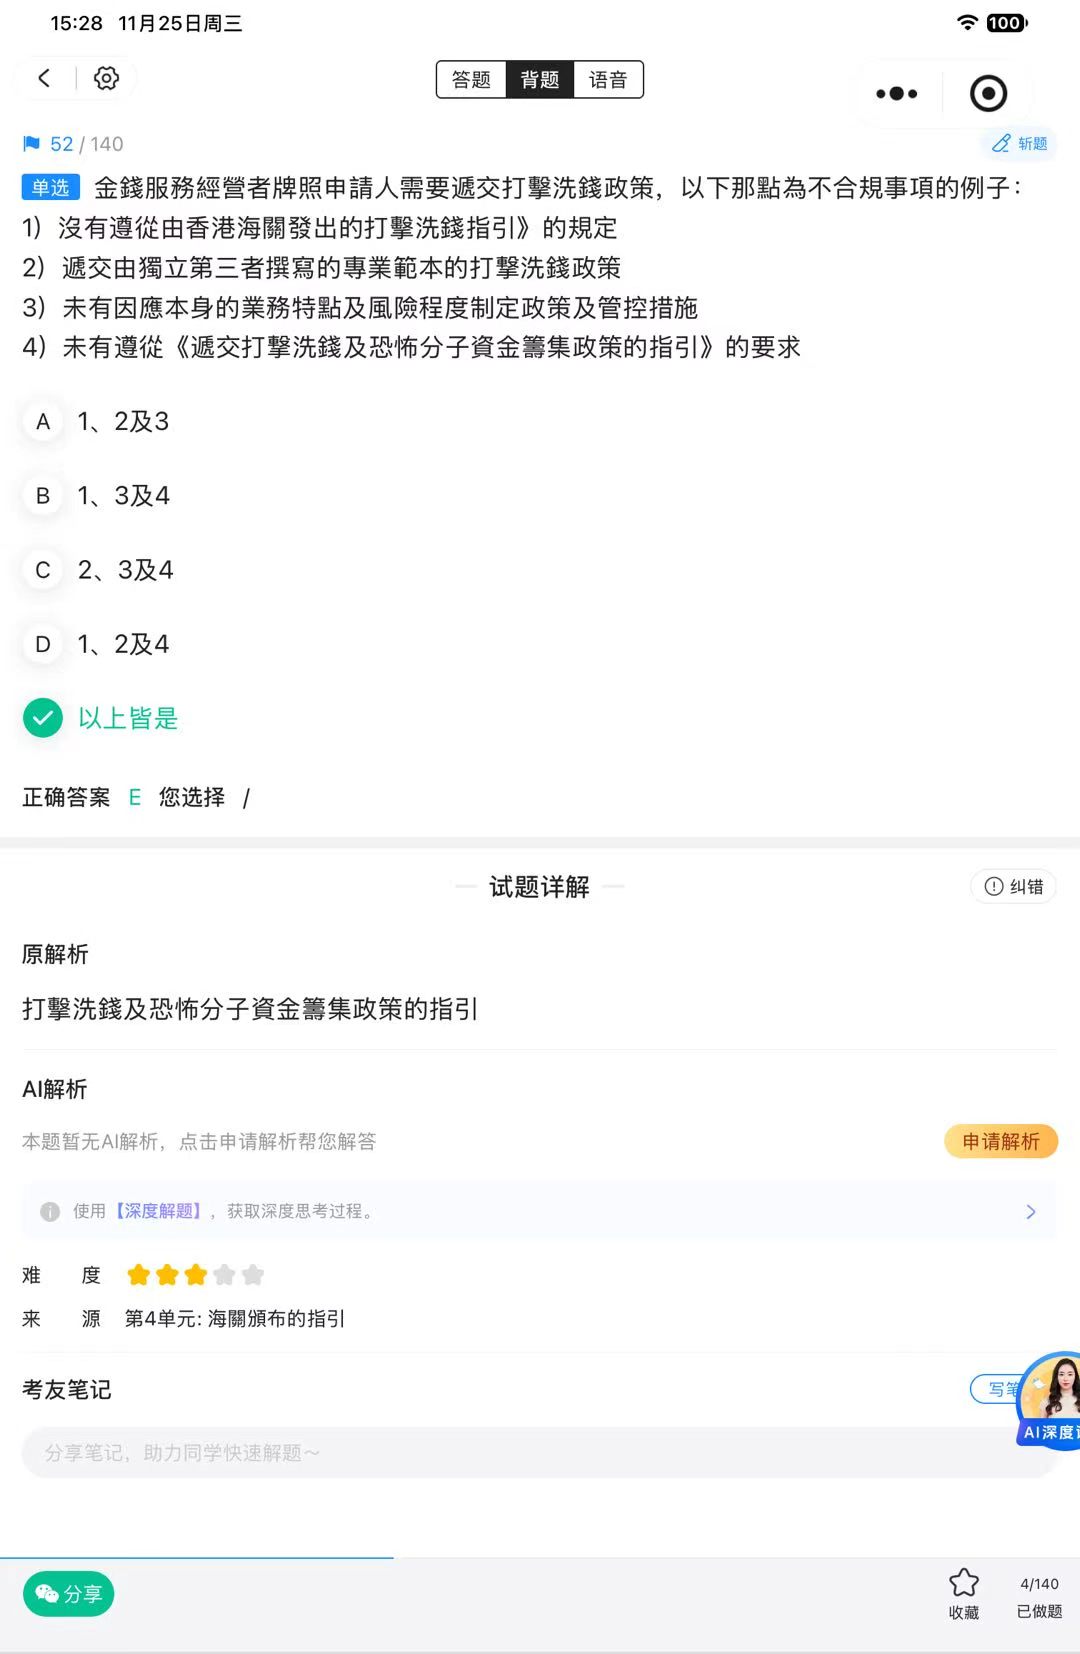 15:28 11月25日周三
100
答题 背题 语音
52 / 140
斩题
单选 金錢服務經營者牌照申請人需要遞交打擊洗錢政策，以下那點為不合規事項的例子：
1）沒有遵從由香港海關發出的打擊洗錢指引》的規定
2）遞交由獨立第三者撰寫的專業範本的打擊洗錢政策
3）未有因應本身的業務特點及風險程度制定政策及管控措施
4）未有遵從《遞交打擊洗錢及恐怖分子資金籌集政策的指引》的要求
A 1、2及3
B 1、3及4
C 2、3及4
D 1、2及4
以上皆是
正确答案 E 您选择 /
试题详解
纠错
原解析
打擊洗錢及恐怖分子資金籌集政策的指引
AI解析
本题暂无AI解析，点击申请解析帮您解答
申请解析
使用【深度解题】，获取深度思考过程。
难 度
来 源 第4单元: 海關頒布的指引
考友笔记
写笔
AI深度
分享笔记，助力同学快速解题～
分享
收藏
4/140
已做题